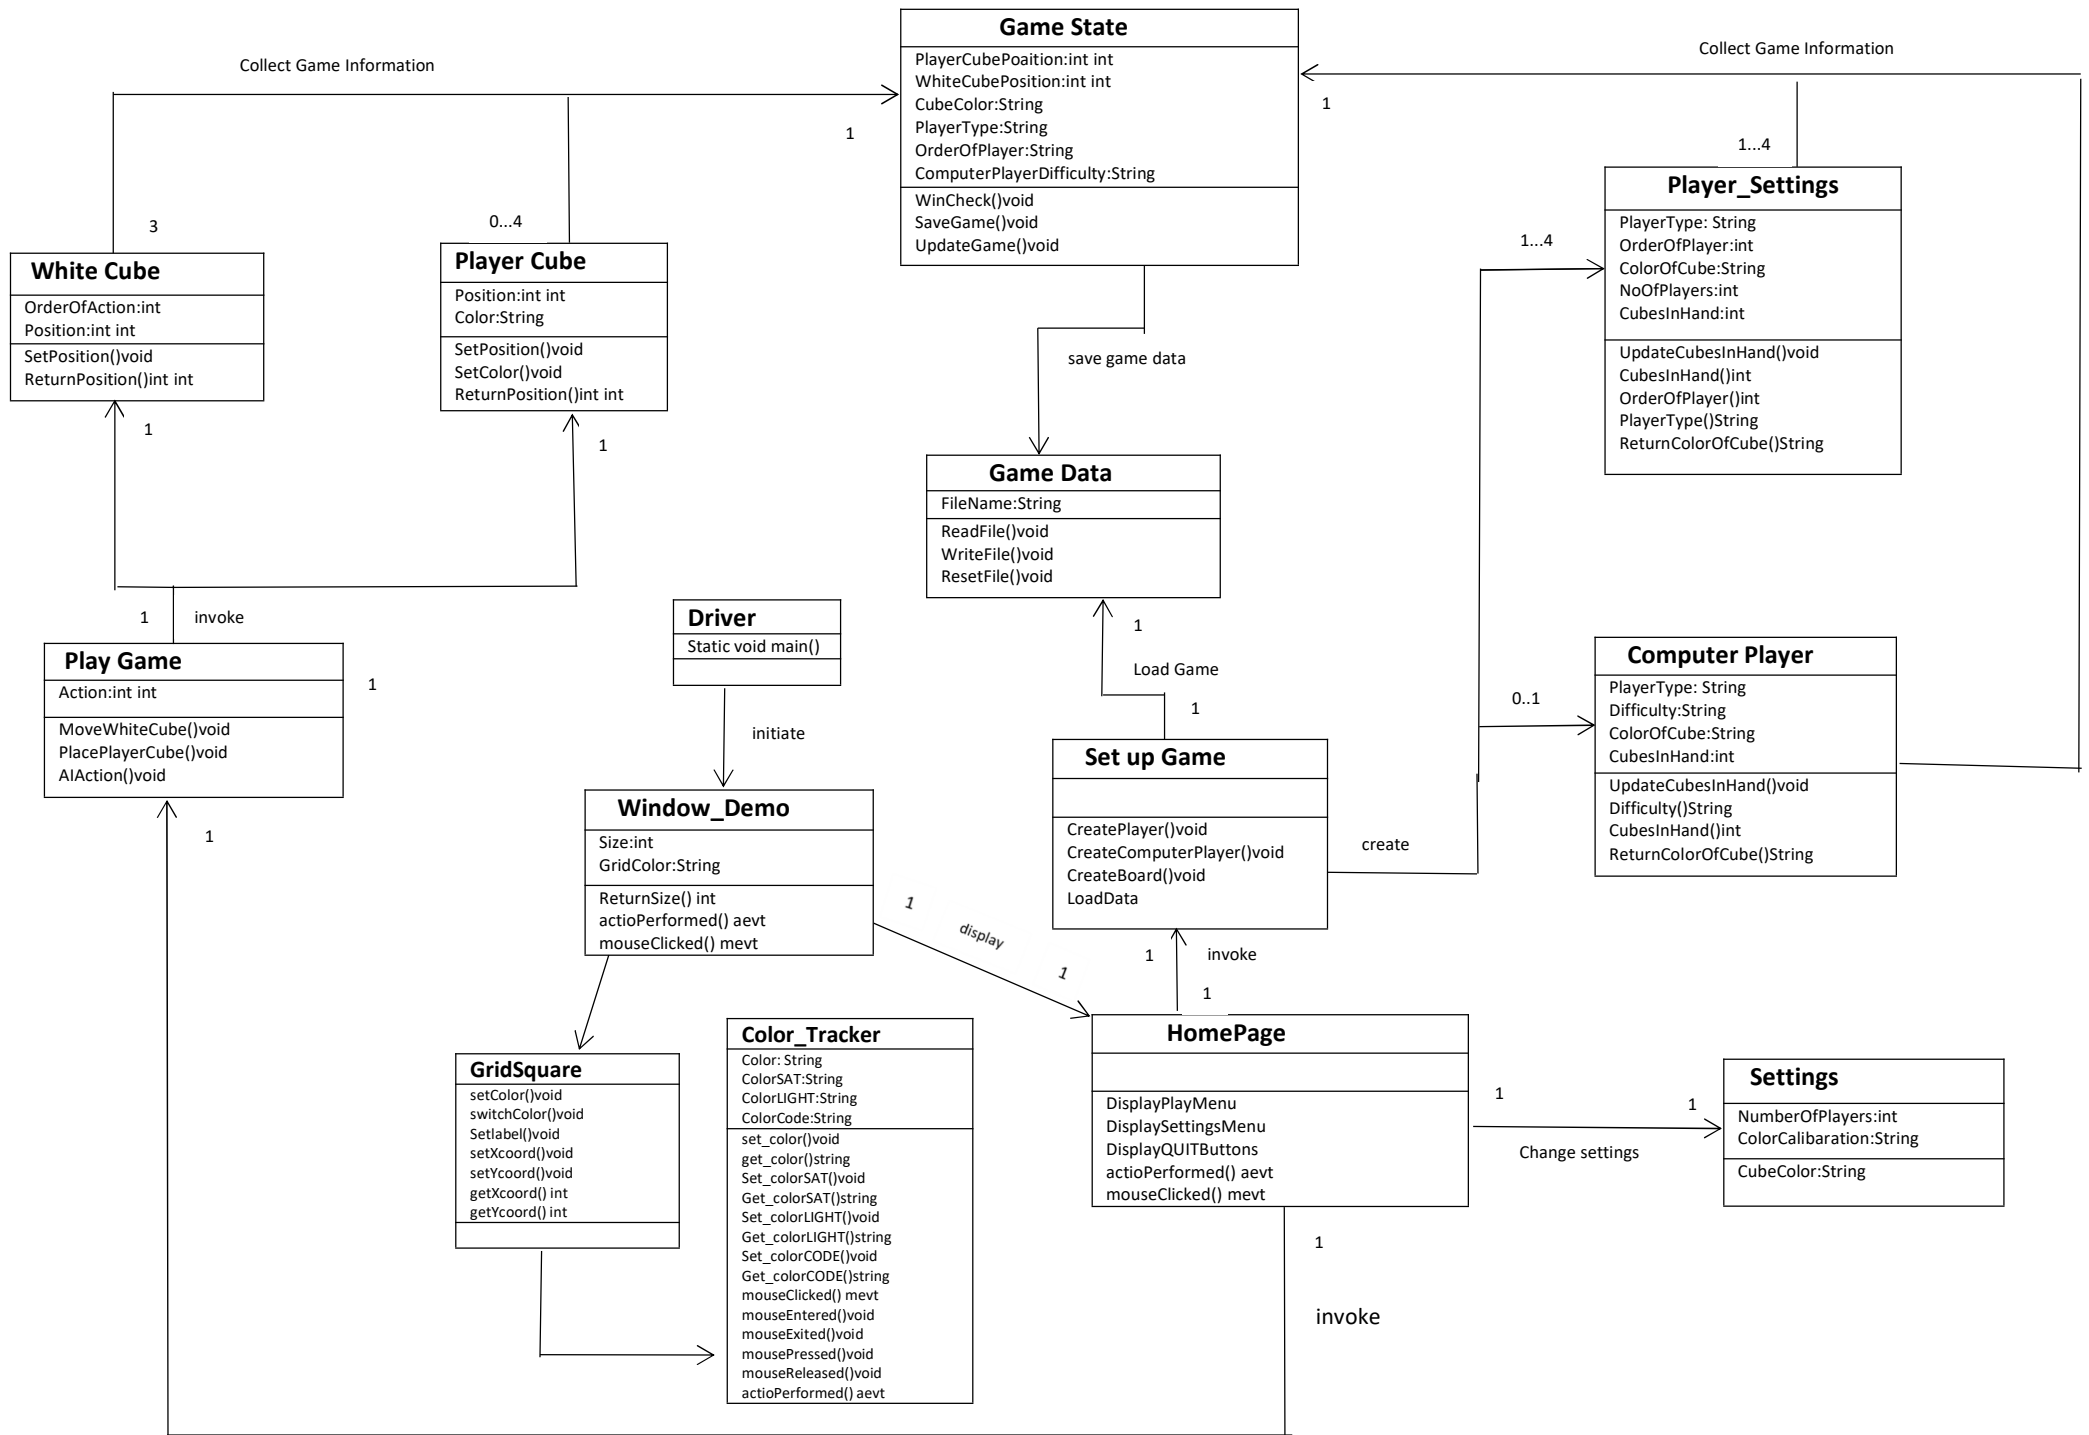 Game State
PlayerCubePoaition:int int
WhiteCubePosition:int int
CubeColor:String
PlayerType:String
OrderOfPlayer:String
ComputerPlayerDifficulty:String
WinCheck()void
SaveGame()void
UpdateGame()void
Collect Game Information
1
Collect Game Information
1
1...4
3
0...4
White Cube
OrderOfAction:int
Position:int int
SetPosition()void
ReturnPosition()int int
1
Player Cube
Position:int int
Color:String
SetPosition()void
SetColor()void
ReturnPosition()int int
1
Player_Settings
PlayerType: String
OrderOfPlayer:int
ColorOfCube:String
NoOfPlayers:int
CubesInHand:int
UpdateCubesInHand()void
CubesInHand()int
OrderOfPlayer()int
PlayerType()String
ReturnColorOfCube()String
1...4
save game data
Game Data
FileName:String
ReadFile()void
WriteFile()void
ResetFile()void
1
Load Game
1
1
invoke
Play Game
Action:int int
MoveWhiteCube()void
PlacePlayerCube()void
AIAction()void
1
1
Driver
Static void main()
initiate
Window_Demo
Size:int
GridColor:String
ReturnSize() int
actioPerformed() aevt
mouseClicked() mevt
1
display
1
Set up Game
CreatePlayer()void
CreateComputerPlayer()void
CreateBoard()void
LoadData
create
0..1
Computer Player
PlayerType: String
Difficulty:String
ColorOfCube:String
CubesInHand:int
UpdateCubesInHand()void
Difficulty()String
CubesInHand()int
ReturnColorOfCube()String
1
invoke
1
GridSquare
setColor()void
switchColor()void
Setlabel()void
setXcoord()void
setYcoord()void
getXcoord() int
getYcoord() int
Color_Tracker
Color: String
ColorSAT:String
ColorLIGHT:String
ColorCode:String
set_color()void
get_color()string
Set_colorSAT()void
Get_colorSAT()string
Set_colorLIGHT()void
Get_colorLIGHT()string
Set_colorCODE()void
Get_colorCODE()string
mouseClicked() mevt
mouseEntered()void
mouseExited()void
mousePressed()void
mouseReleased()void
actioPerformed() aevt
HomePage
DisplayPlayMenu
DisplaySettingsMenu
DisplayQUITButtons
actioPerformed() aevt
mouseClicked() mevt
1
1
Change settings
Settings
NumberOfPlayers:int
ColorCalibaration:String
CubeColor:String
1
invoke